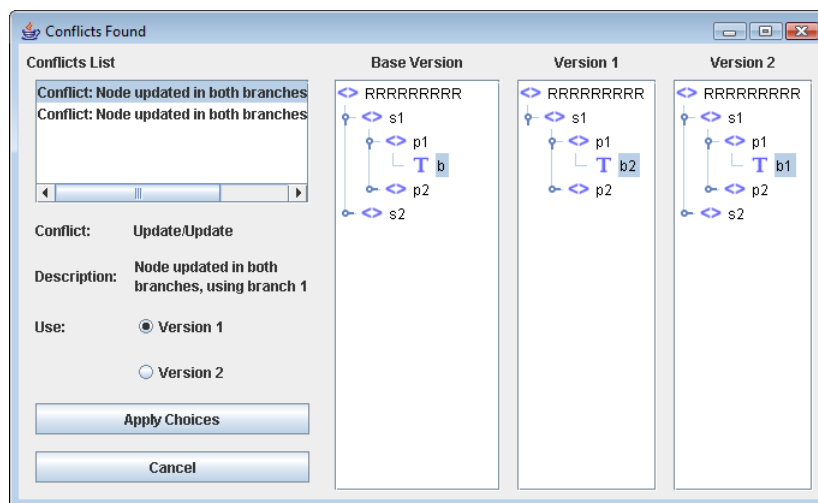 Conflicts Found
Conflicts List
Conflict: Node updated in both branches
Conflict: Node updated in both branches
Conflict:
Update/Update
Description:
Node updated in both
branches, using branch 1
Use:
Version 1
Version 2
Apply Choices
Cancel
Base Version
RRRRRRRRR
s1
p1
T b
p2
s2
Version 1
RRRRRRRRR
s1
p1
T b2
p2
Version 2
RRRRRRRRR
s1
p1
T b1
p2
s2